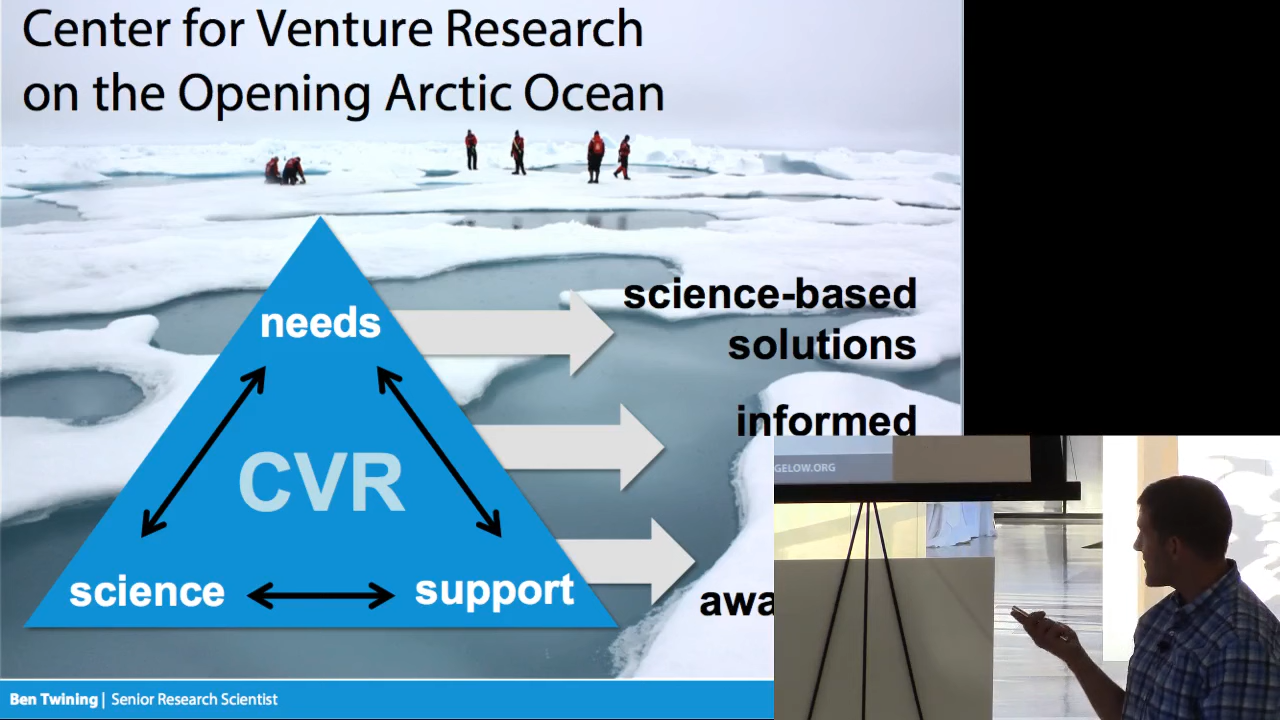 Center for Venture Research
on the Opening Arctic Ocean
needs
science-based
solutions
informed
CVR
science
support
GELOW.ORG
Ben Twining | Senior Research Scientist